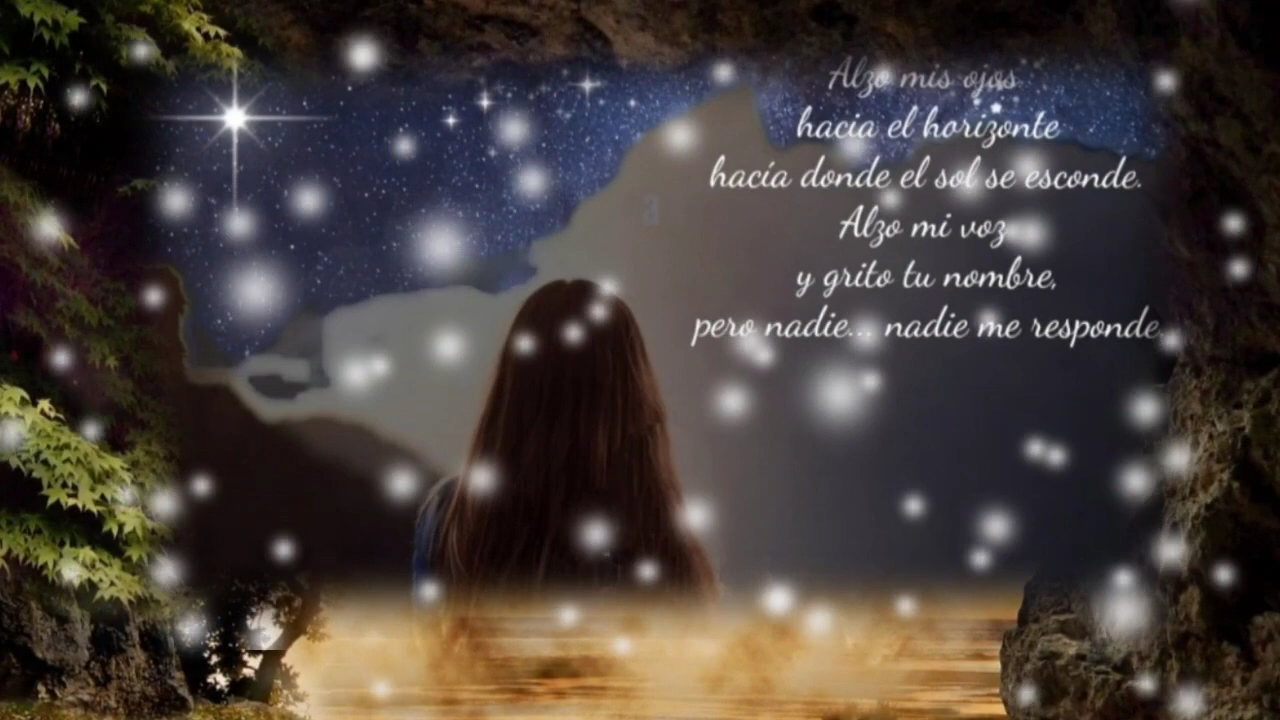 Alzo mis ojos
hacia el horizonte
hacía donde el sol se esconde.
Alzo mi voz
y grito tu nombre,
pero nadie... nadie me responde.